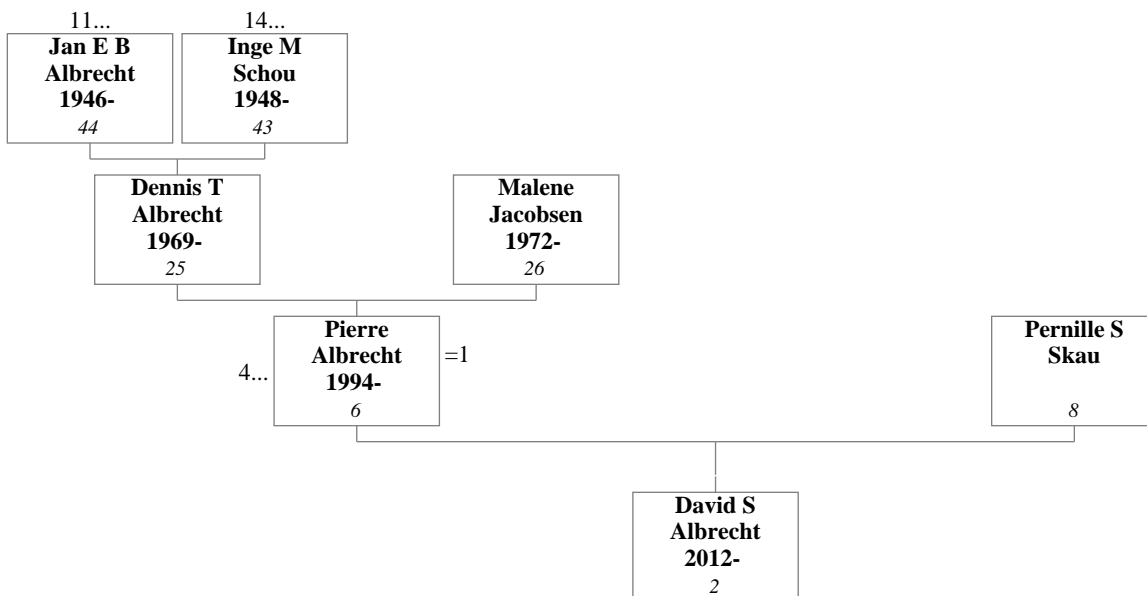 11...
14...
Jan E B
Albrecht
1946-
44
Inge M
Schou
1948-
43
Dennis T
Albrecht
1969-
25
Malene
Jacobsen
1972-
26
4...
Pierre
Albrecht
1994-
6
=1
Pernille S
Skau
8
David S
Albrecht
2012-
2